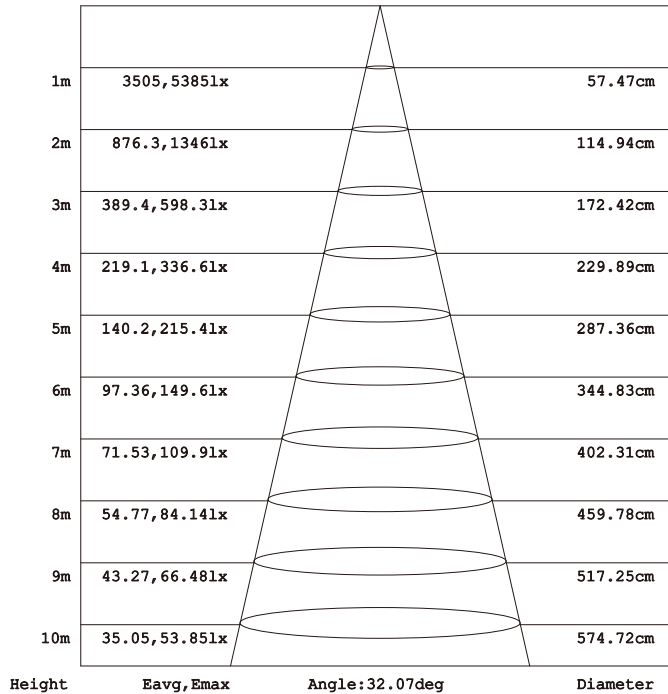 1m 3505,5385lx 57.47cm
2m 876.3,1346lx 114.94cm
3m 389.4,598.3lx 172.42cm
4m 219.1,336.6lx 229.89cm
5m 140.2,215.4lx 287.36cm
6m 97.36,149.6lx 344.83cm
7m 71.53,109.9lx 402.31cm
8m 54.77,84.14lx 459.78cm
9m 43.27,66.48lx 517.25cm
10m 35.05,53.85lx 574.72cm
Height Eavg,Emax Angle:32.07deg Diameter